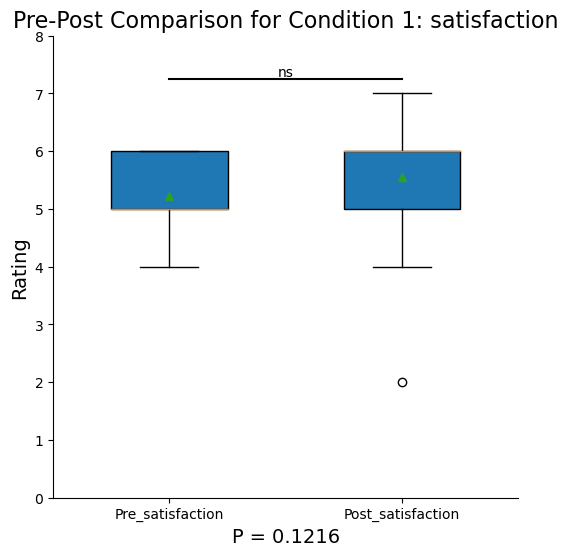 Pre-Post Comparison for Condition 1: satisfaction
8
ns
7
6
5
4
3
2
1
0
Rating
Pre_satisfaction Post_satisfaction
P = 0.1216